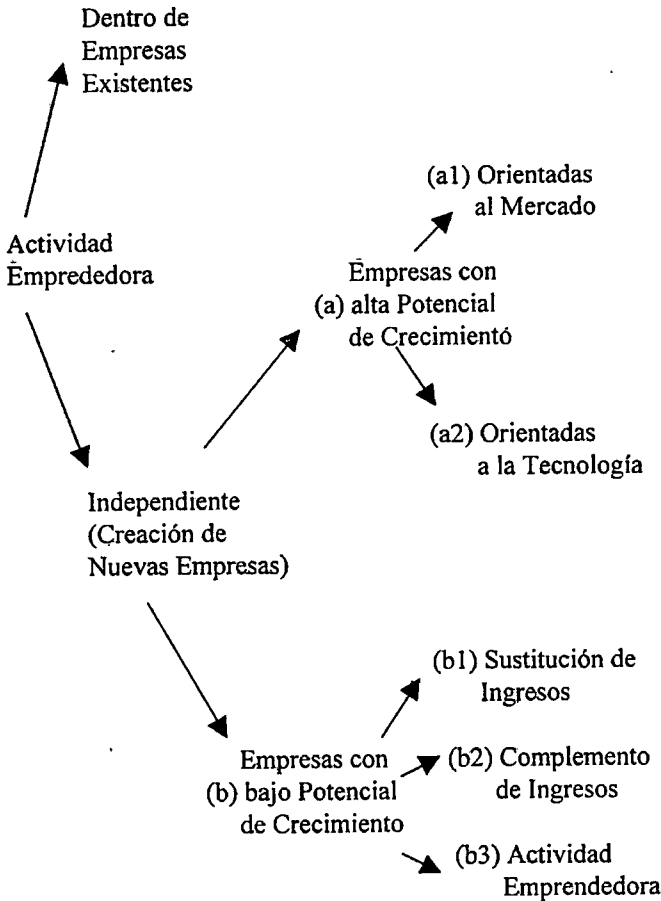 Dentro de
Empresas
Existentes
(a1) Orientadas
al Mercado
Actividad
Emprededora
Empresas con
(a) alta Potencial
de Crecimientó
(a2) Orientadas
a la Tecnología
Independiente
(Creación de
Nuevas Empresas)
(b1) Sustitución de
Ingresos
Empresas con
(b) bajo Potencial
de Crecimiento
(b2) Complemento
de Ingresos
(b3) Actividad
Emprendedora